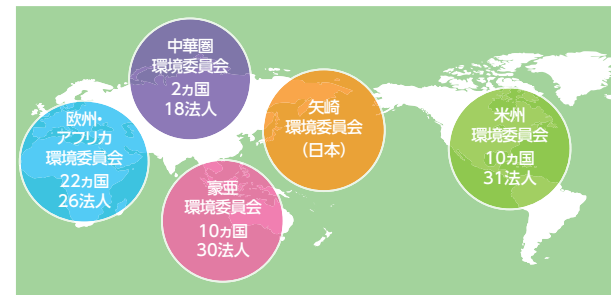 中華圏
環境委員会
2ヵ国
18法人
欧州・
アフリカ
環境委員会
22ヵ国
26法人
矢崎
環境委員会
（日本）
豪亜
環境委員会
10ヵ国
30法人
米州
環境委員会
10ヵ国
31法人